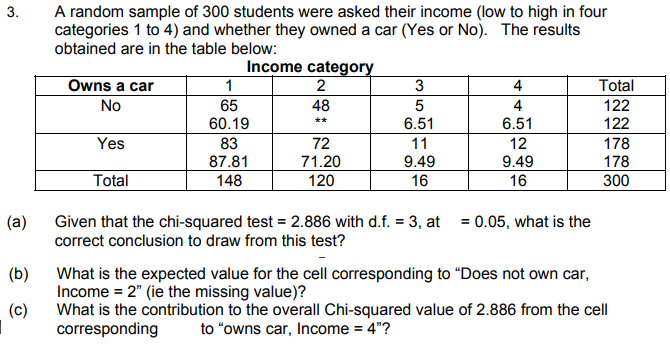 3. A random sample of 300 students were asked their income (low to high in four
categories 1 to 4) and whether they owned a car (Yes or No). The results
obtained are in the table below:
Income category
Owns a car 1 2 3 4 Total
No 65 48 5 4 122
60.19 ** 6.51 6.51 122
Yes 83 72 11 12 178
87.81 71.20 9.49 9.49 178
Total 148 120 16 16 300
(a) Given that the chi-squared test = 2.886 with d.f. = 3, at = 0.05, what is the
correct conclusion to draw from this test?
(b) What is the expected value for the cell corresponding to “Does not own car,
Income = 2” (ie the missing value)?
(c) What is the contribution to the overall Chi-squared value of 2.886 from the cell
corresponding to “owns car, Income = 4”?